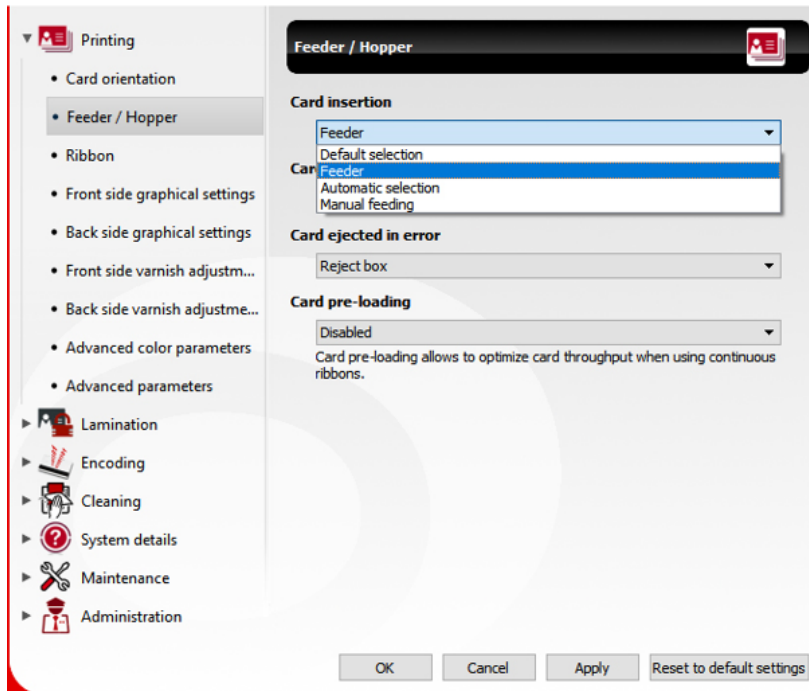 Printing
Card orientation
Feeder / Hopper
Ribbon
Front side graphical settings
Back side graphical settings
Front side varnish adjustm...
Back side varnish adjustme...
Advanced color parameters
Advanced parameters
Lamination
Encoding
Cleaning
System details
Maintenance
Administration
Feeder / Hopper
Card insertion
Feeder
Default selection
Feeder
Automatic selection
Manual feeding
Card ejected in error
Reject box
Card pre-loading
Disabled
Card pre-loading allows to optimize card throughput when using continuous
ribbons.
OK Cancel Apply Reset to default settings